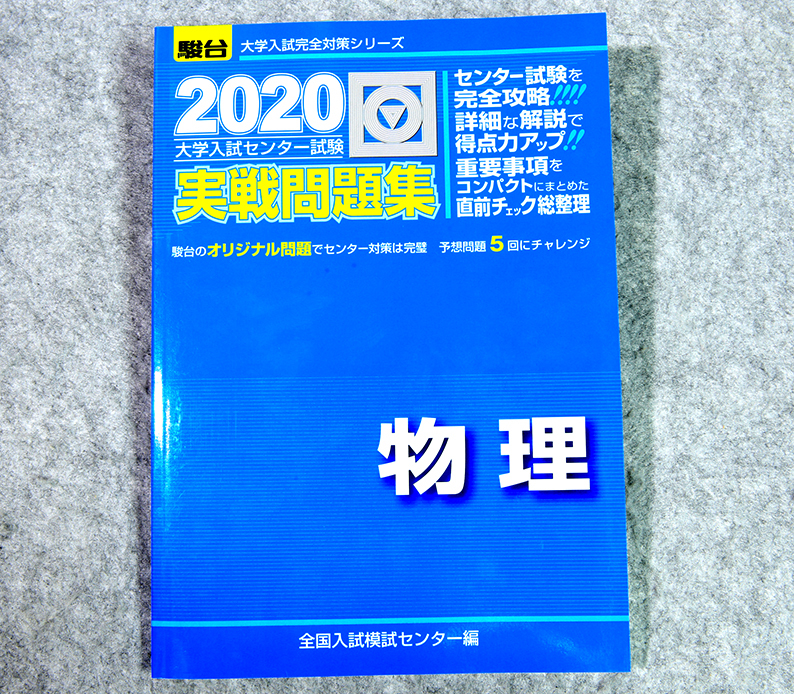 駿台 大学入試完全対策シリーズ
2020
大学入試センター試験
実戦問題集
センター試験を
完全攻略!!!!
詳細な解説で
得点力アップ!!
重要事項を
コンパクトにまとめた
直前チェック総整理
駿台のオリジナル問題でセンター対策は完璧 予想問題5回にチャレンジ
物理
全国入試模試センター編